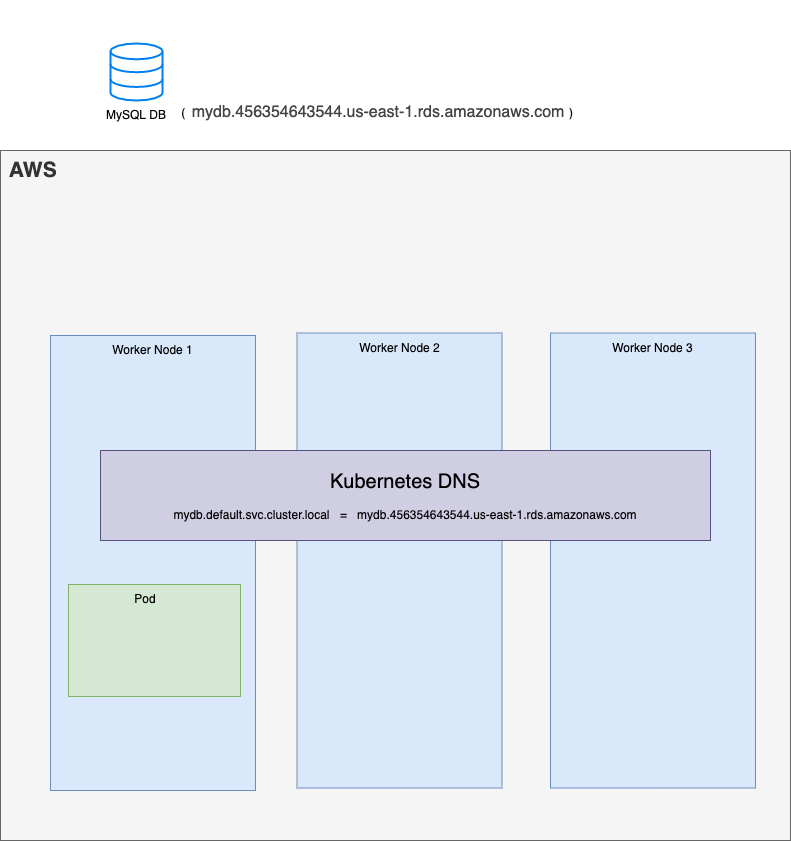 MySQL DB ( mydb.456354643544.us-east-1.rds.amazonaws.com )
AWS
Worker Node 1
Worker Node 2
Worker Node 3
Kubernetes DNS
mydb.default.svc.cluster.local = mydb.456354643544.us-east-1.rds.amazonaws.com
Pod